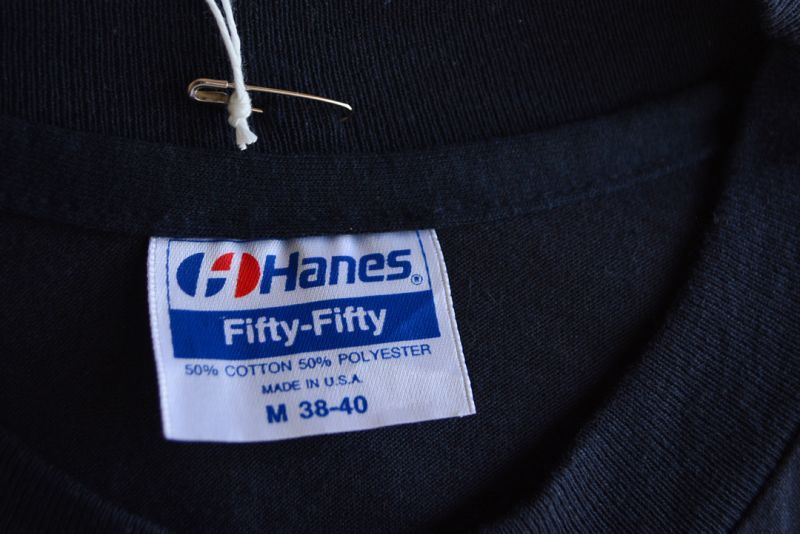 Hanes®
Fifty-Fifty
50% COTTON 50% POLYESTER
MADE IN U.S.A.
M 38-40